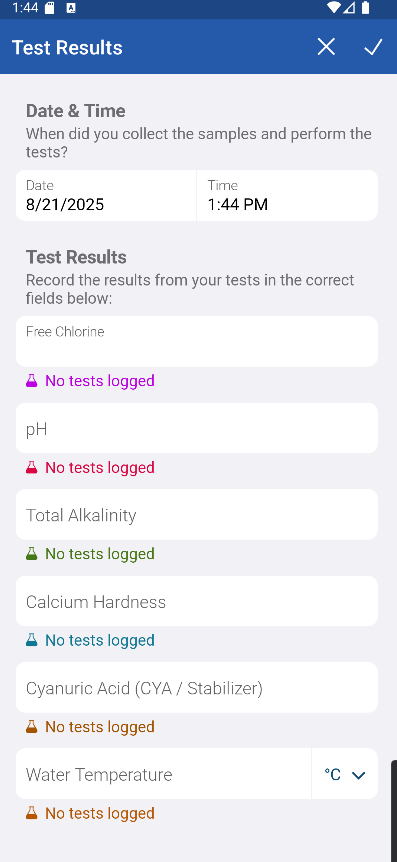 1:44
Test Results
Date & Time
When did you collect the samples and perform the
tests?
Date
8/21/2025
Time
1:44 PM
Test Results
Record the results from your tests in the correct
fields below:
Free Chlorine
No tests logged
pH
No tests logged
Total Alkalinity
No tests logged
Calcium Hardness
No tests logged
Cyanuric Acid (CYA / Stabilizer)
No tests logged
Water Temperature
°C
No tests logged